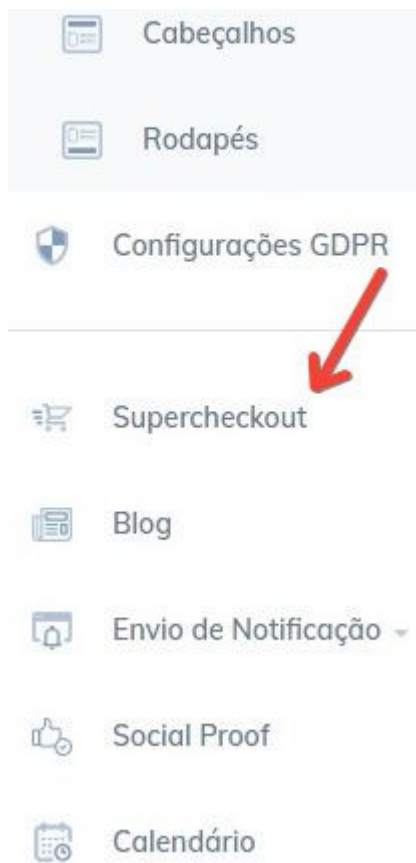 Cabeçalhos
Rodapés
Configurações GDPR
Supercheckout
Blog
Envio de Notificação
Social Proof
Calendário